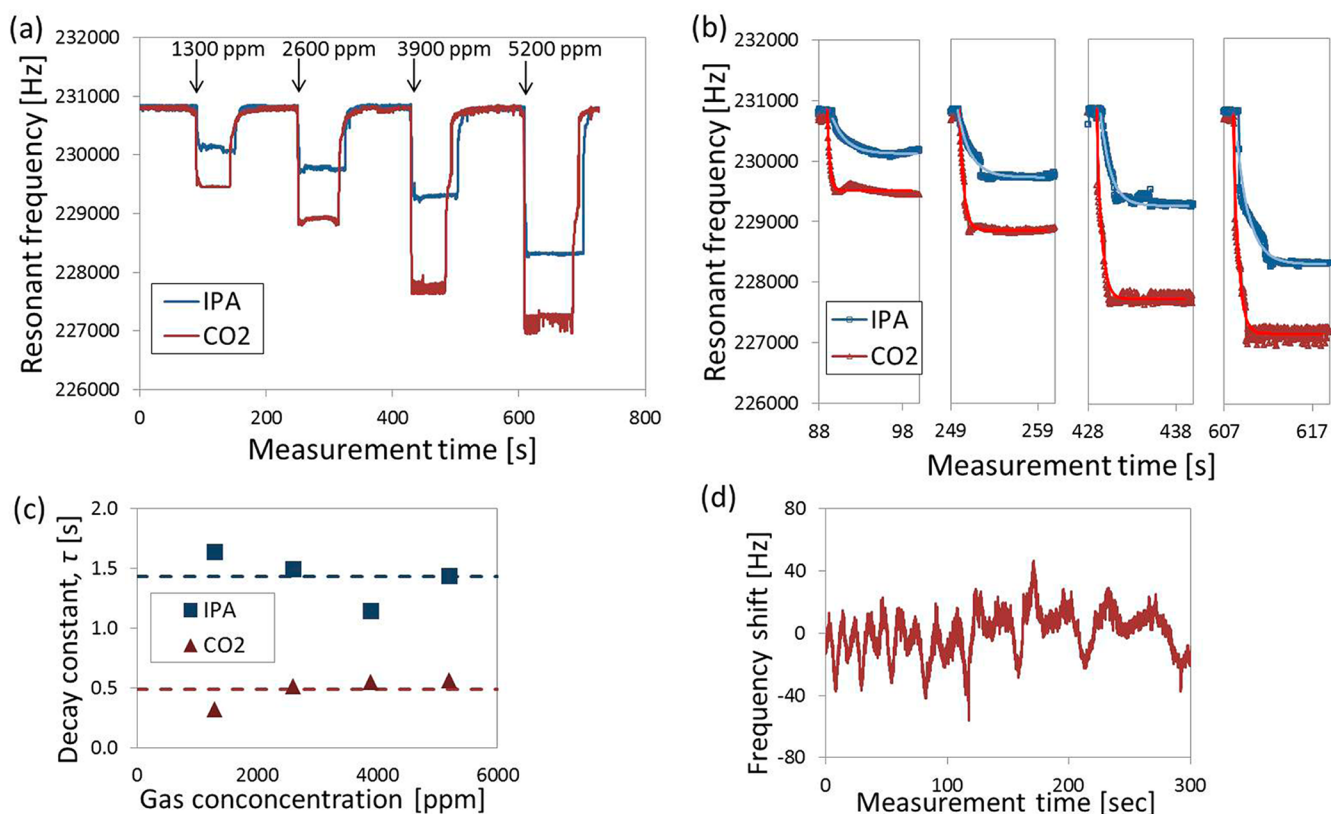 (a)
232000
231000
230000
229000
228000
227000
226000
Resonant frequency [Hz]
1300 ppm
2600 ppm
3900 ppm
5200 ppm
IPA
CO2
0
200
400
600
800
Measurement time [s]
(b)
232000
231000
230000
229000
228000
227000
226000
Resonant frequency [Hz]
IPA
CO2
88
98
249
259
428
438
607
617
Measurement time [s]
(c)
2.0
1.5
1.0
0.5
0.0
Decay constant, τ [s]
IPA
CO2
0
2000
4000
6000
Gas conconcentration [ppm]
(d)
80
40
0
-40
-80
Frequency shift [Hz]
0
100
200
300
Measurement time [sec]